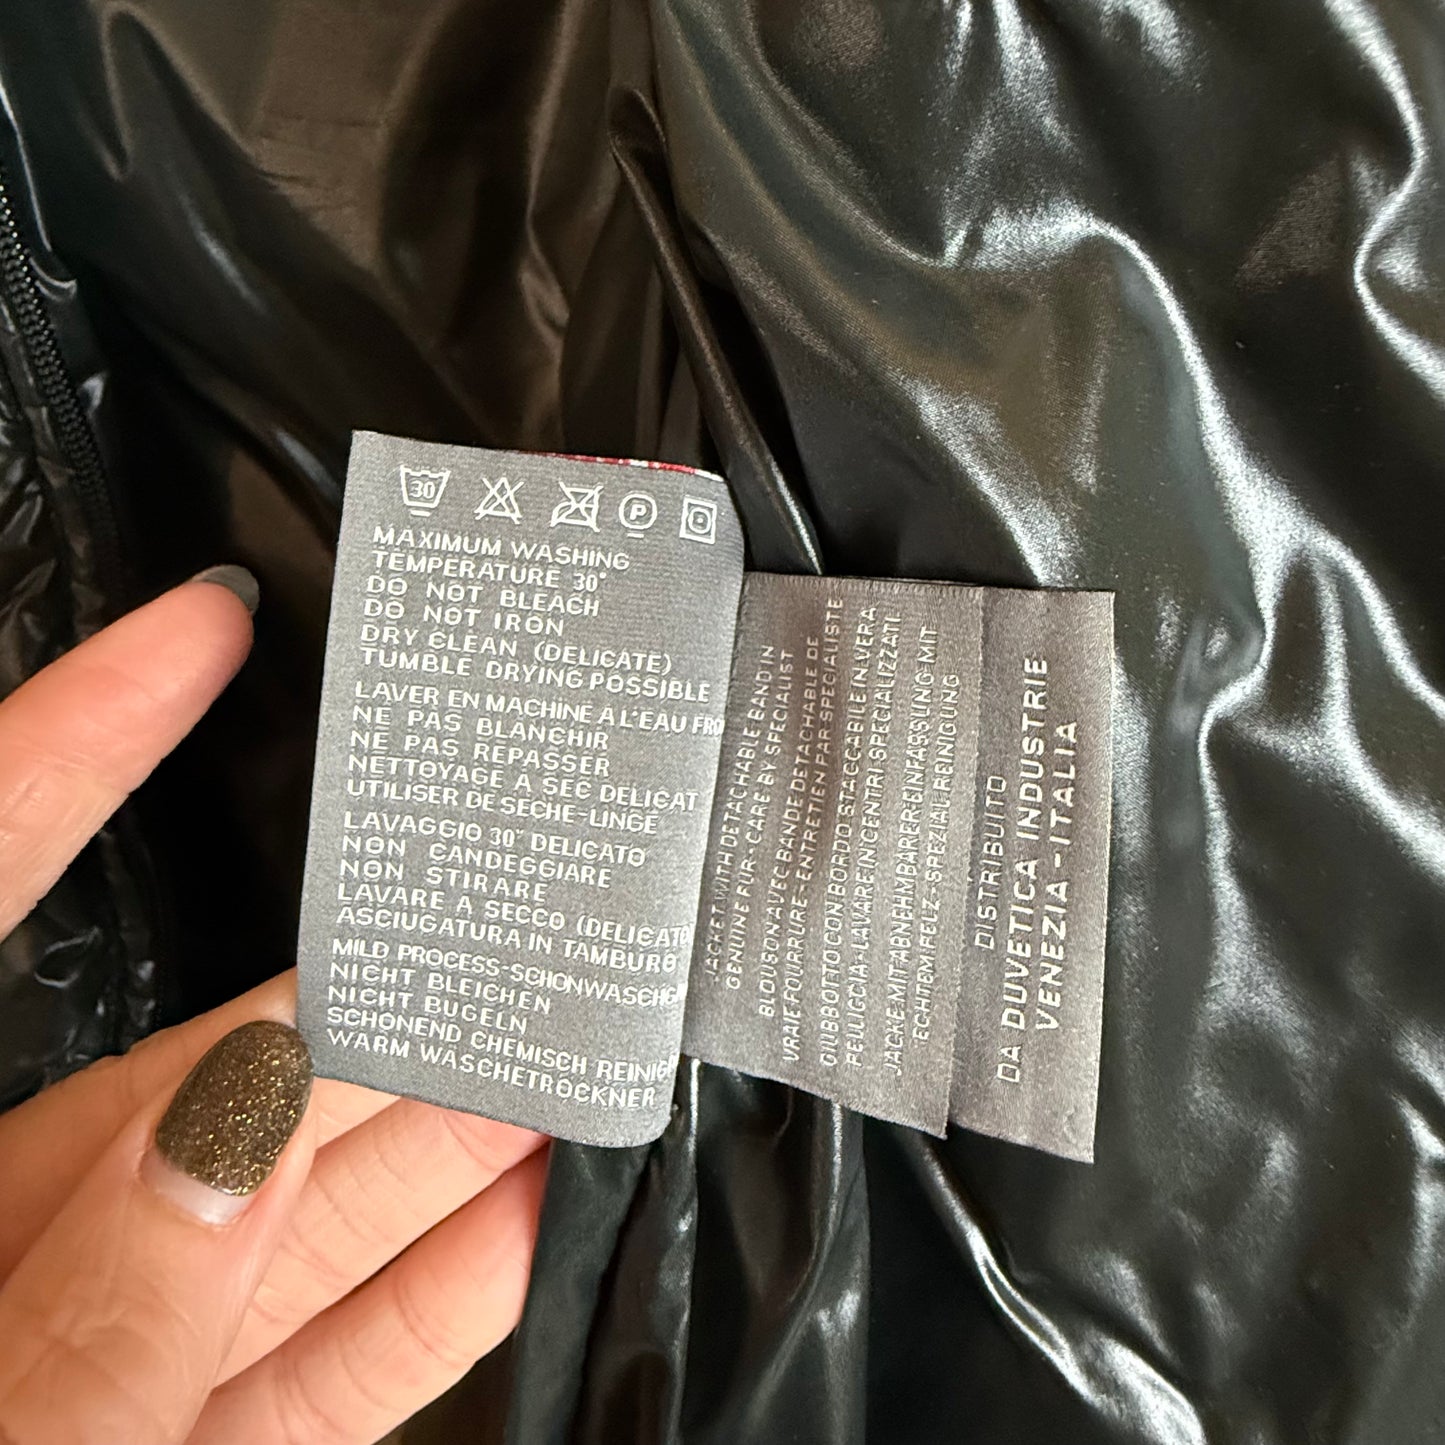 30 P
MAXIMUM WASHING
TEMPERATURE 30°
DO NOT BLEACH
DO NOT IRON
DRY CLEAN (DELICATE)
TUMBLE DRYING POSSIBLE
LAVER EN MACHINE A L'EAU FRO
NE PAS BLANCHIR
NE PAS REPASSER
NETTOYAGE A SEC DELICAT
UTILISER DE SECHE-LINGE
LAVAGGIO 30° DELICATO
NON CANDEGGIARE
NON STIRARE
LAVARE A SECCO (DELICATO
ASCIUGATURA IN TAMBURO
MILD PROCESS-SCHONWASCHG
NICHT BLEICHEN
NICHT BUGELN
SCHONEND CHEMISCH REINIG
WARM WASCHETROCKNER
JACKET WITH DETACHABLE BAND IN
GENUINE FUR-CARE BY SPECIALIST
BLOUSON AVEC BANDE DETACHABLE DE
VRAIE FOURRURE-ENTRETIEN PAR SPECIALISTE
GIUBBOTTO CON BORDO STACCABILE IN VERA
PELLICCIA-LAVARE IN CENTRI SPECIALIZZATI
JACKE MIT ABNEHMBARER EINFASSUNG MIT
ECHTEM PELZ-SPEZIAL REINIGUNG
DISTRIBUITO
DA DUVETICA INDUSTRIE
VENEZIA-ITALIA